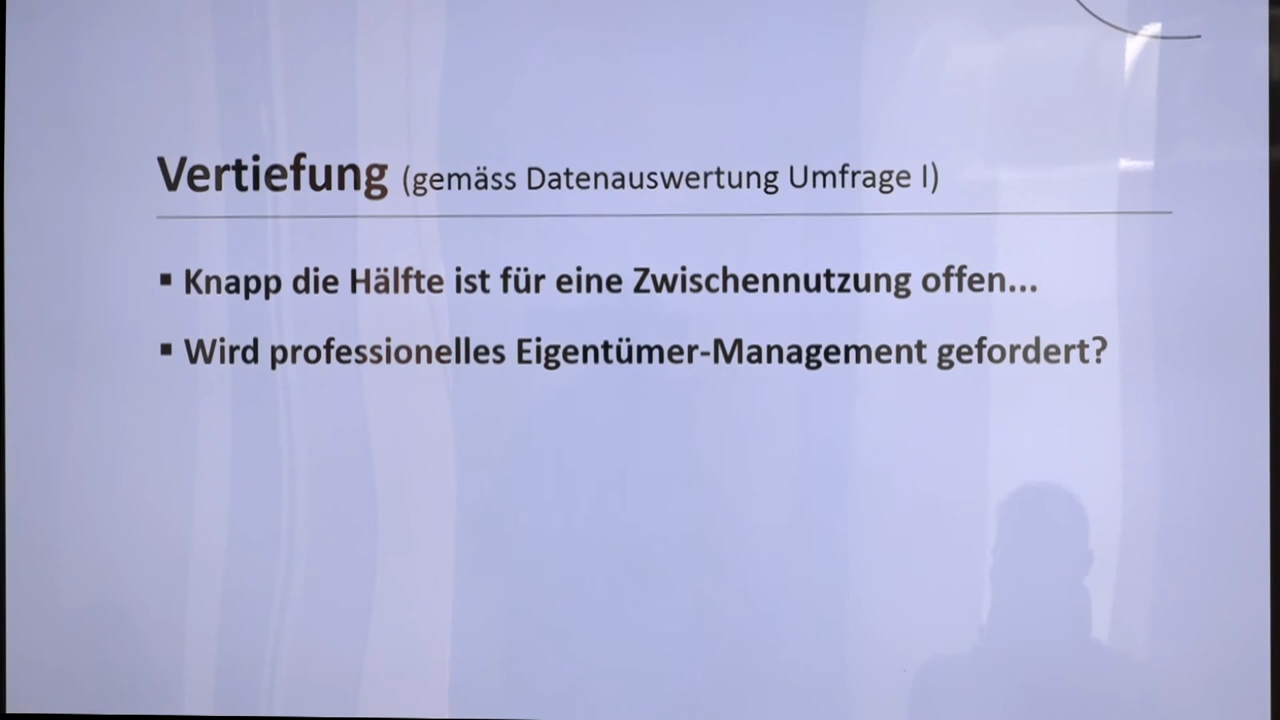 Vertiefung (gemäss Datenauswertung Umfrage I)
▪ Knapp die Hälfte ist für eine Zwischennutzung offen...
▪ Wird professionelles Eigentümer-Management gefordert?